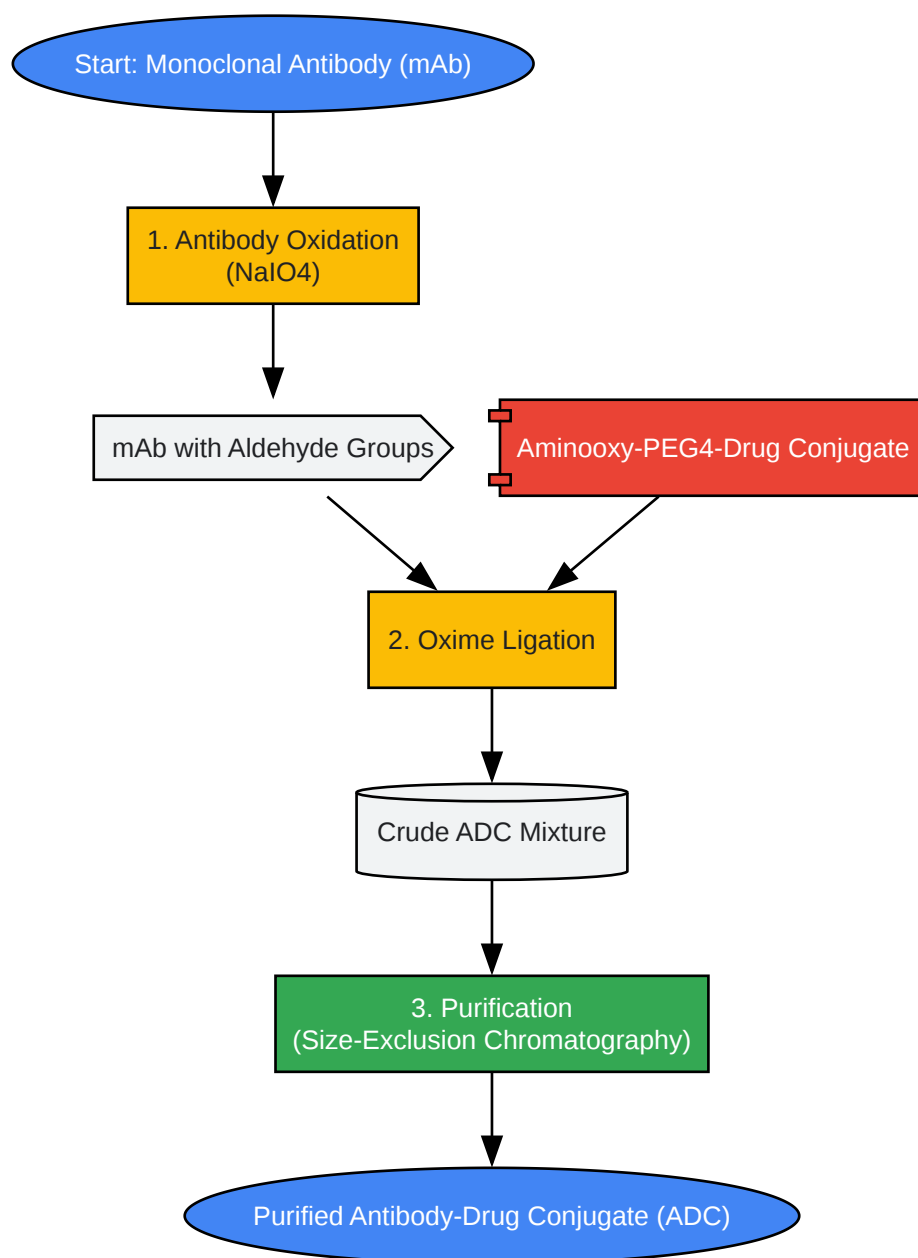 Start: Monoclonal Antibody (mAb)
1. Antibody Oxidation
(NaIO4)
mAb with Aldehyde Groups
Aminooxy-PEG4-Drug Conjugate
2. Oxime Ligation
Crude ADC Mixture
3. Purification
(Size-Exclusion Chromatography)
Purified Antibody-Drug Conjugate (ADC)